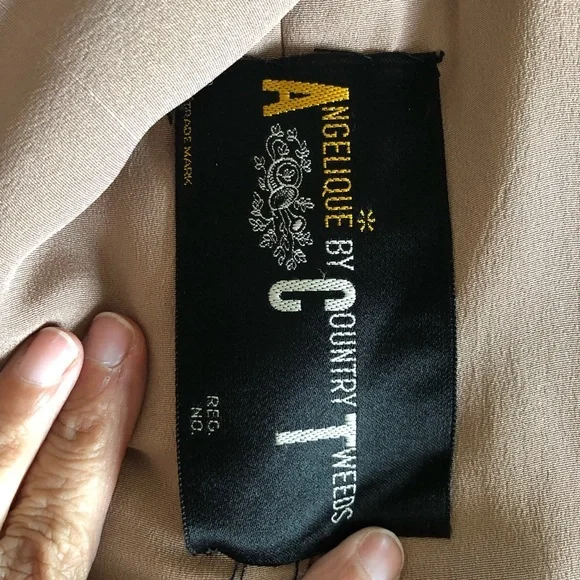 ANGELIQUE* BY COUNTRY TWEEDS
*TRADE MARK
REG. NO.